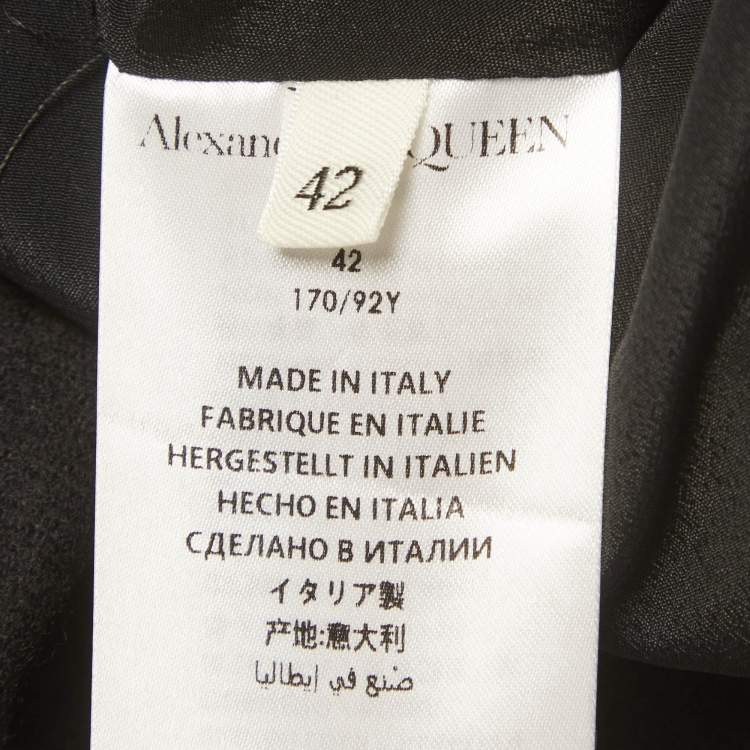 Alexan QUEEN
42
42
170/92Y
MADE IN ITALY
FABRIQUE EN ITALIE
HERGESTELLT IN ITALIEN
HECHO EN ITALIA
СДЕЛАНО В ИТАЛИИ
イタリア製
产地:意大利
صنع في إيطاليا